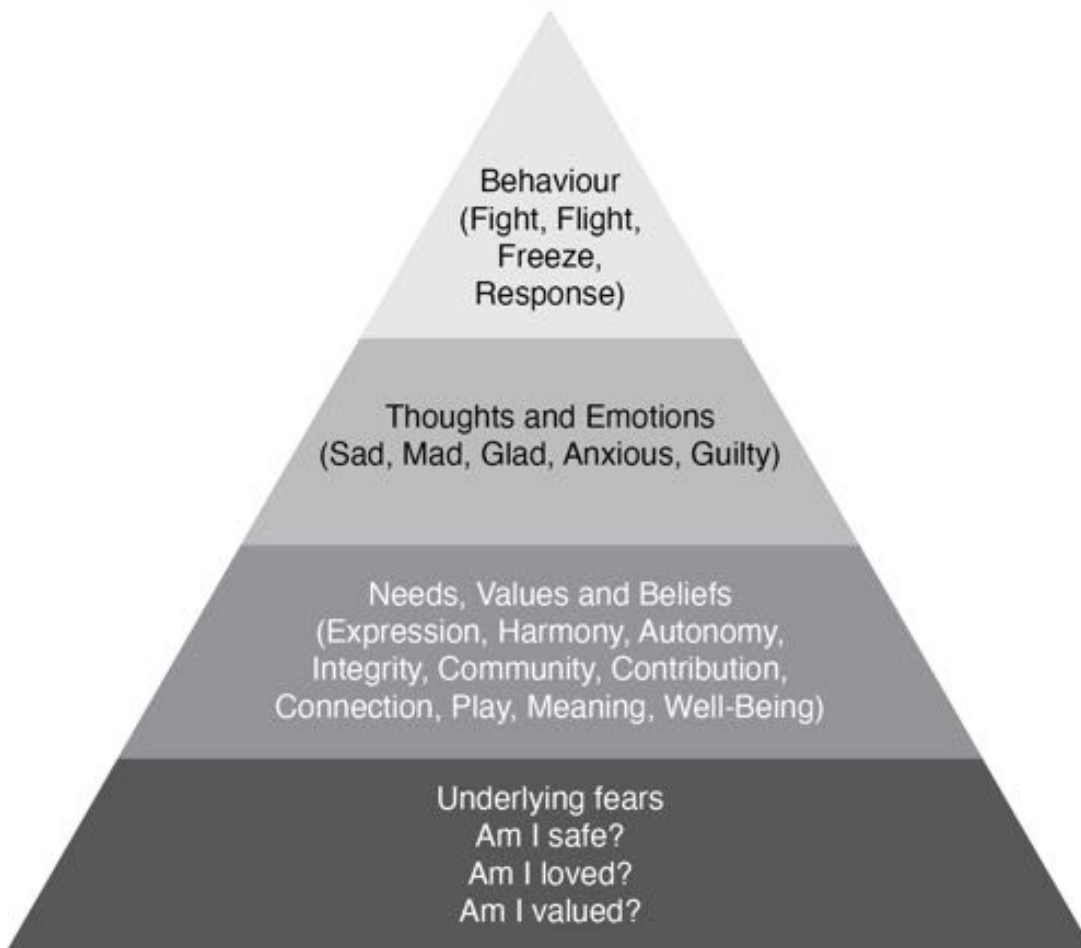 Behaviour
(Fight, Flight,
Freeze,
Response)
Thoughts and Emotions
(Sad, Mad, Glad, Anxious, Guilty)
Needs, Values and Beliefs
(Expression, Harmony, Autonomy,
Integrity, Community, Contribution,
Connection, Play, Meaning, Well-Being)
Underlying fears
Am I safe?
Am I loved?
Am I valued?